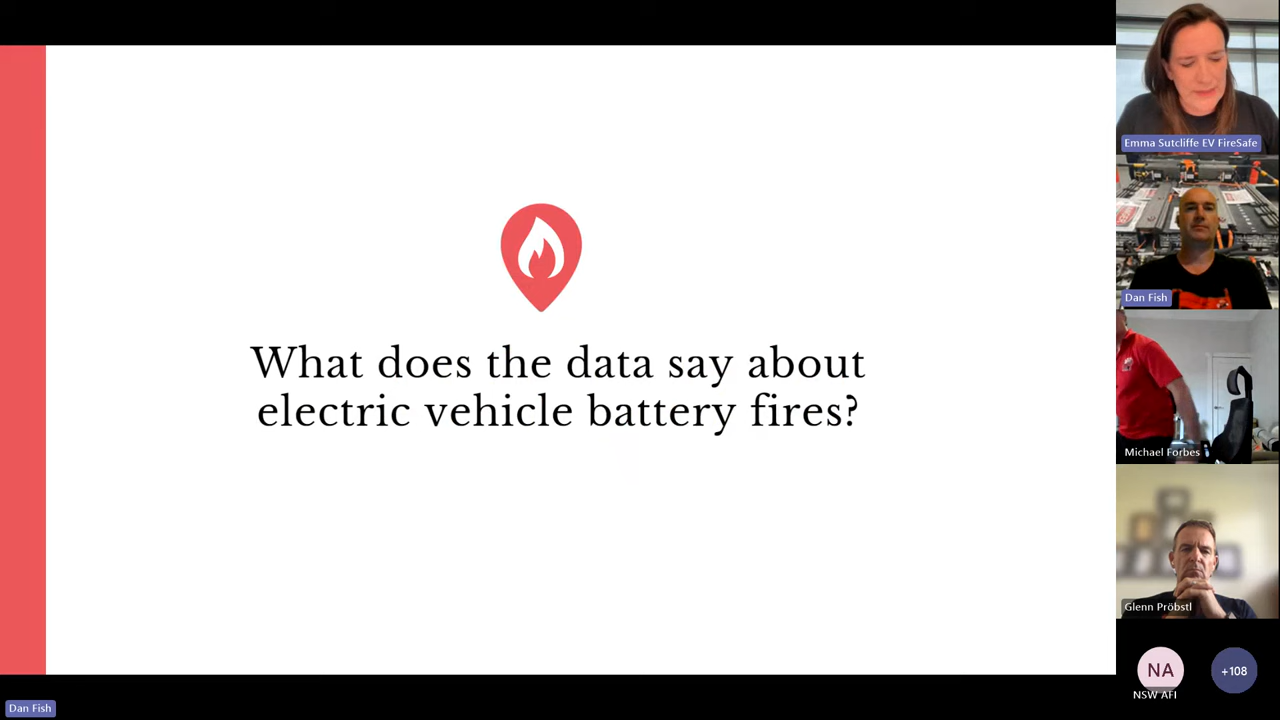 What does the data say about
electric vehicle battery fires?
Emma Sutcliffe EV FireSafe
Dan Fish
Michael Forbes
Glenn Pröbstl
NA
+108
NSW AFI
Dan Fish